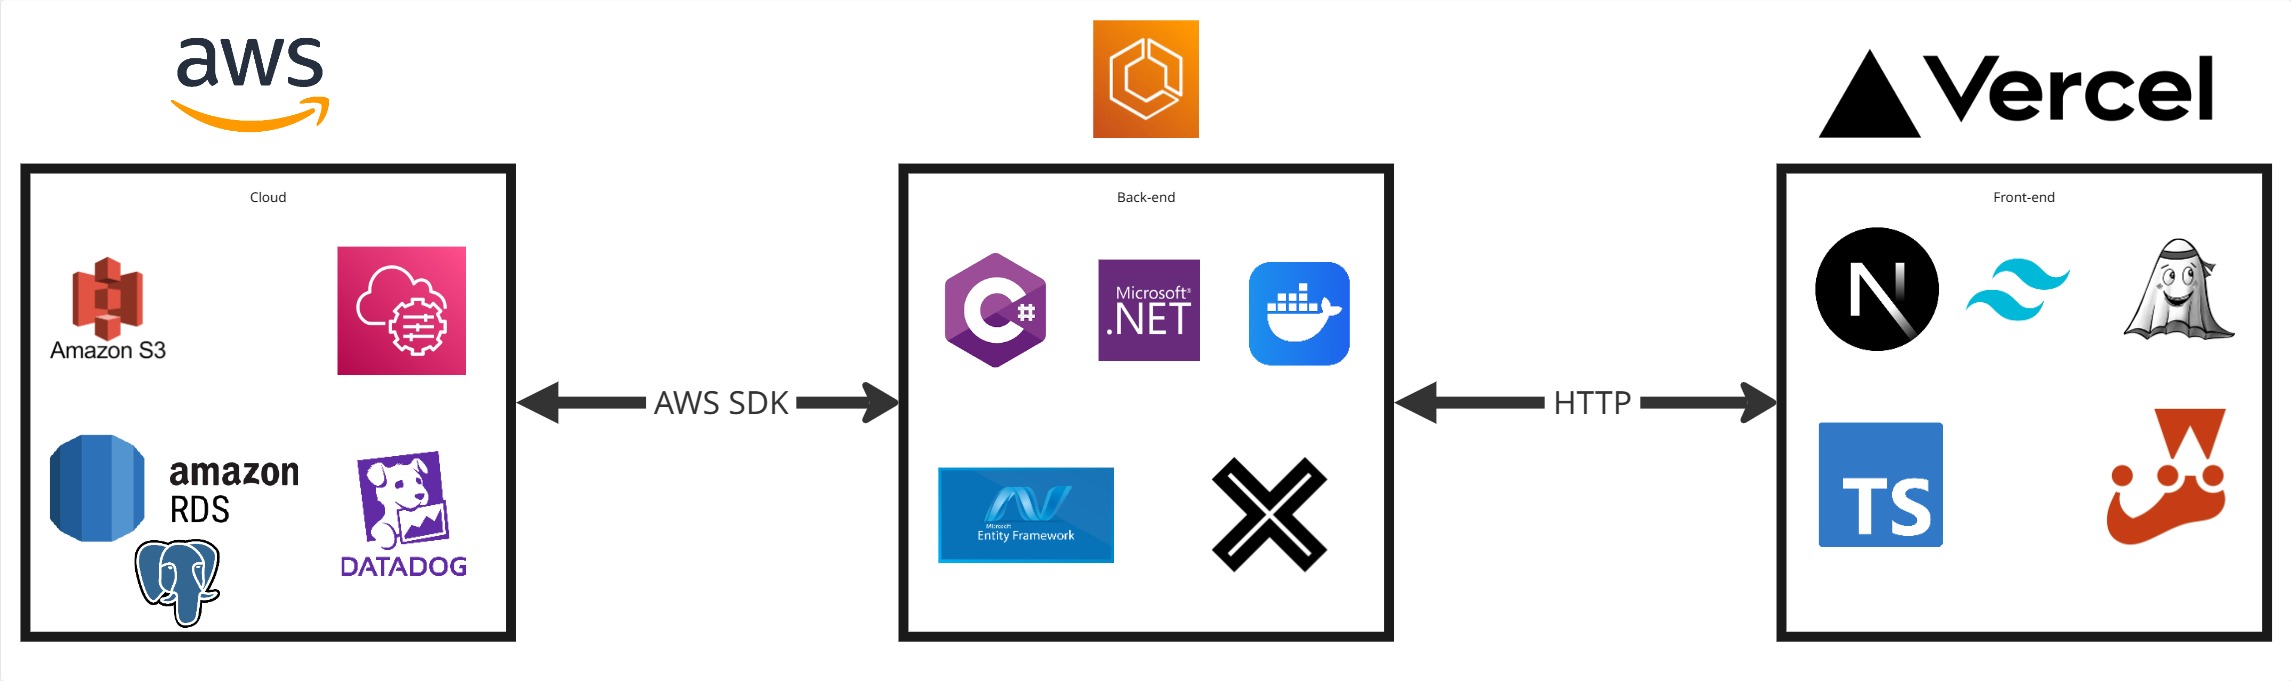 aws
Vercel
Cloud
Back-end
Front-end
Amazon S3
C#
Microsoft®
.NET
N
AWS SDK
HTTP
amazon
RDS
DATADOG
Microsoft
Entity Framework
TS